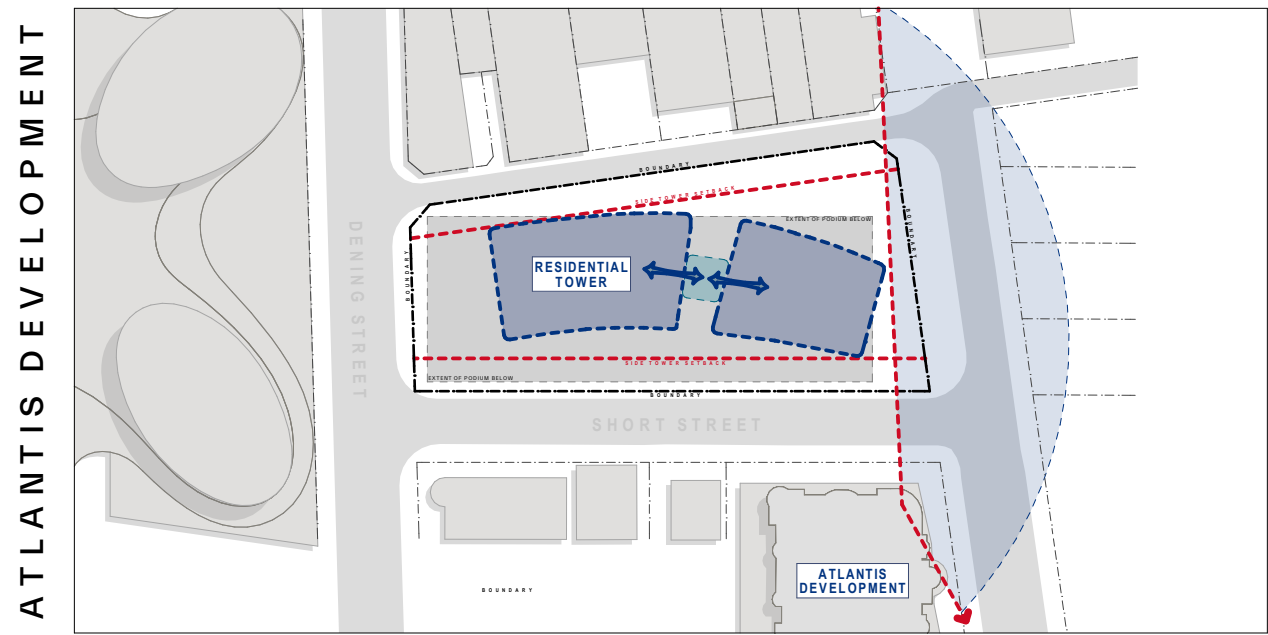 ATLANTIS DEVELOPMENT
BOUNDARY
SIDE TOWER SETBACK
EXTENT OF PODIUM BELOW
BOUNDARY
DENING STREET
BOUNDARY
RESIDENTIAL
TOWER
SIDE TOWER SETBACK
EXTENT OF PODIUM BELOW
BOUNDARY
SHORT STREET
ATLANTIS
DEVELOPMENT
BOUNDARY